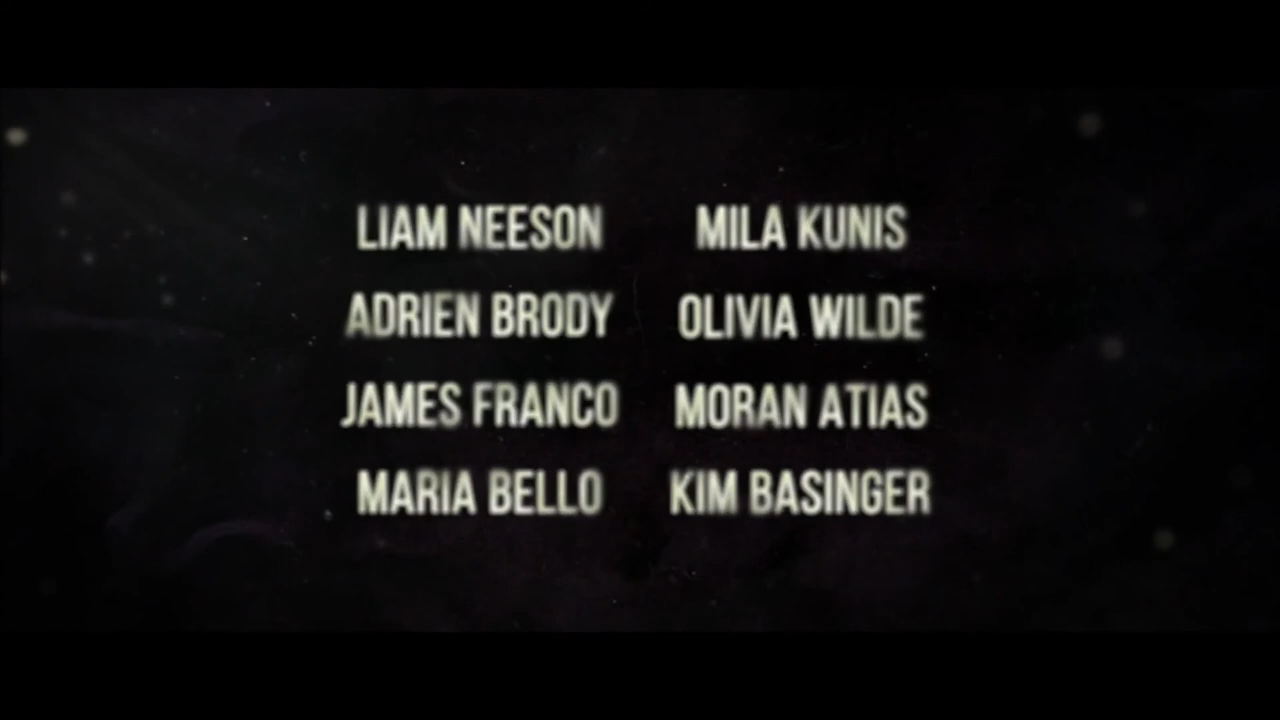 LIAM NEESON MILA KUNIS
ADRIEN BRODY OLIVIA WILDE
JAMES FRANCO MORAN ATIAS
MARIA BELLO KIM BASINGER